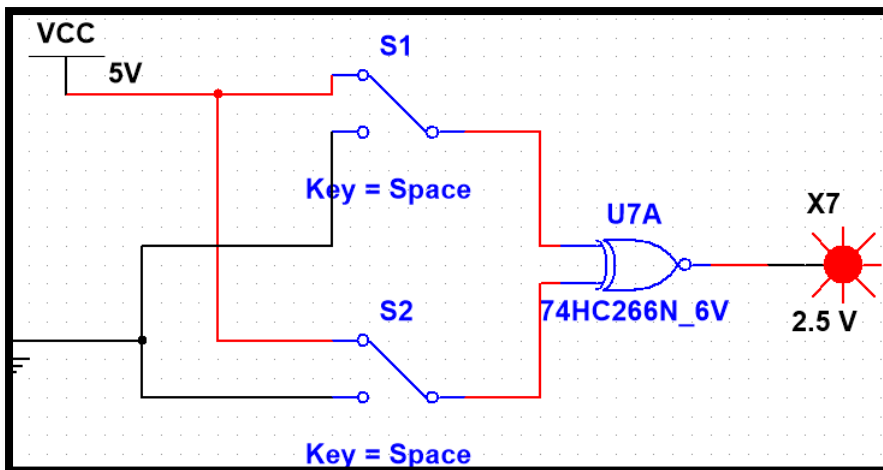 VCC
5V
S1
Key = Space
U7A
X7
74HC266N_6V
2.5 V
S2
Key = Space